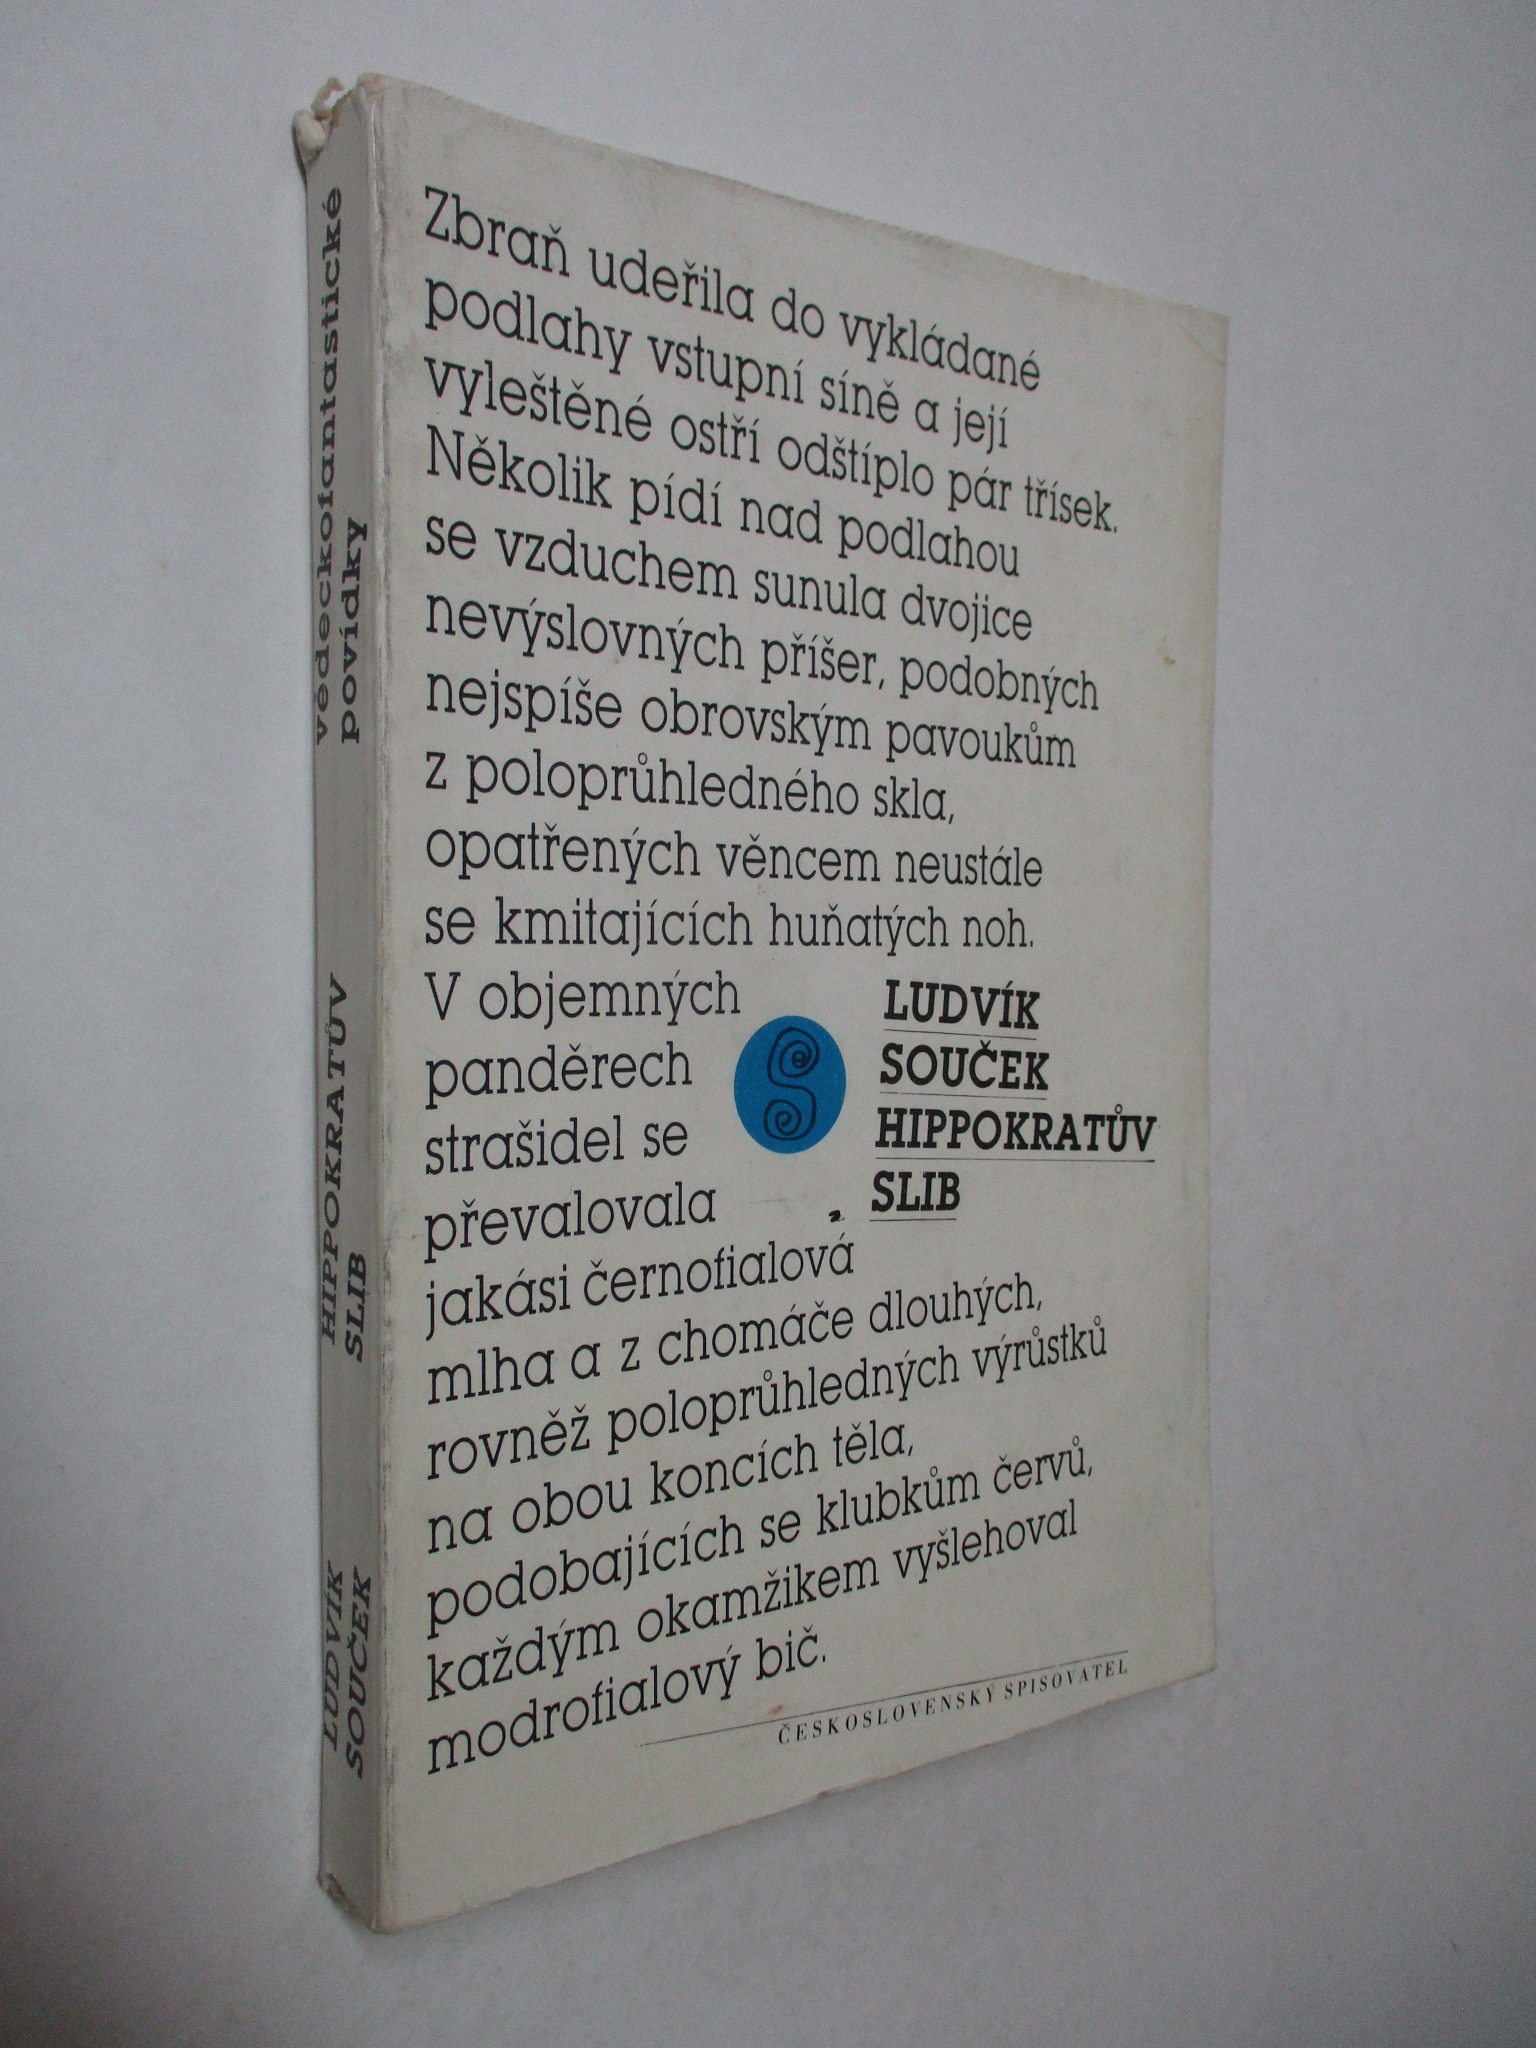 vědeckofantastické
povídky
HIPPOKRATŮV
SLIB
LUDVÍK
SOUČEK
Zbraň udeřila do vykládané
podlahy vstupní síně a její
vyleštěné ostří odštíplo pár třísek.
Několik pídí nad podlahou
se vzduchem sunula dvojice
nevýslovných příšer, podobných
nejspíše obrovským pavoukům
z poloprůhledného skla,
opatřených věncem neustále
se kmitajících huňatých noh.
V objemných
panděrech
strašidel se
převalovala
jakási černofialová
mlha a z chomáče dlouhých,
rovněž poloprůhledných výrůstků
na obou koncích těla,
podobajících se klubkům červů,
každým okamžikem vyšlehoval
modrofialový bič.
LUDVÍK
SOUČEK
HIPPOKRATŮV
SLIB
ČESKOSLOVENSKÝ SPISOVATEL